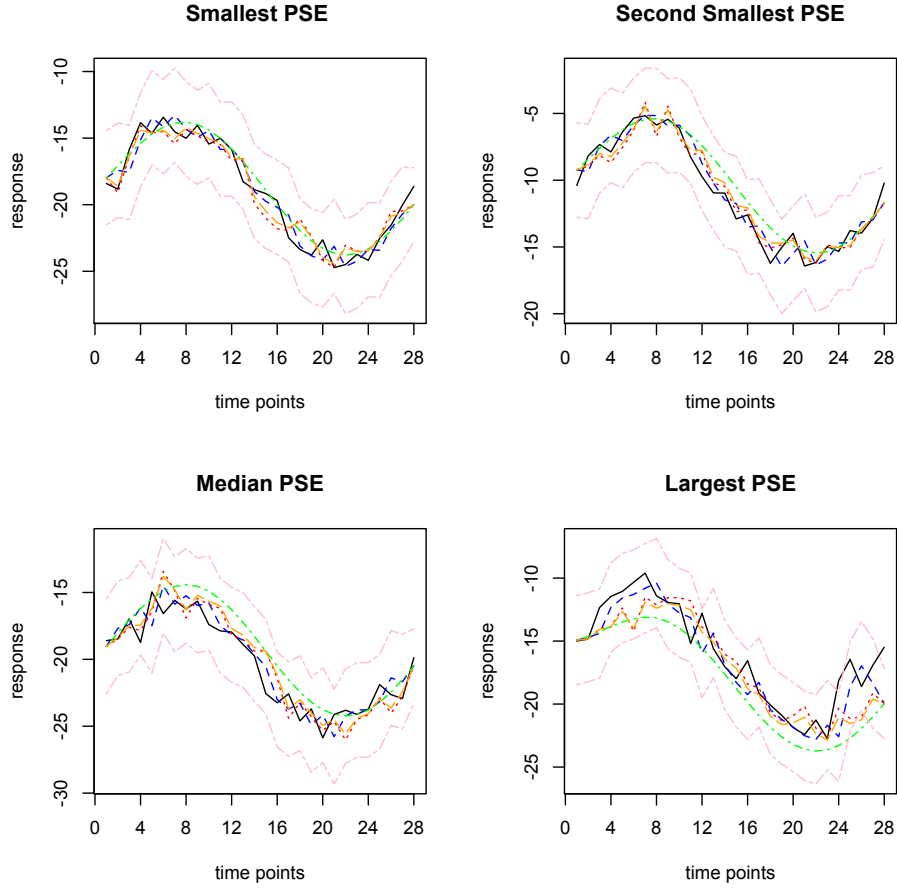 Smallest PSE
response
-10
-15
-20
-25
0 4 8 12 16 20 24 28
time points
Second Smallest PSE
response
-5
-10
-15
-20
0 4 8 12 16 20 24 28
time points
Median PSE
response
-15
-20
-25
-30
0 4 8 12 16 20 24 28
time points
Largest PSE
response
-10
-15
-20
-25
0 4 8 12 16 20 24 28
time points